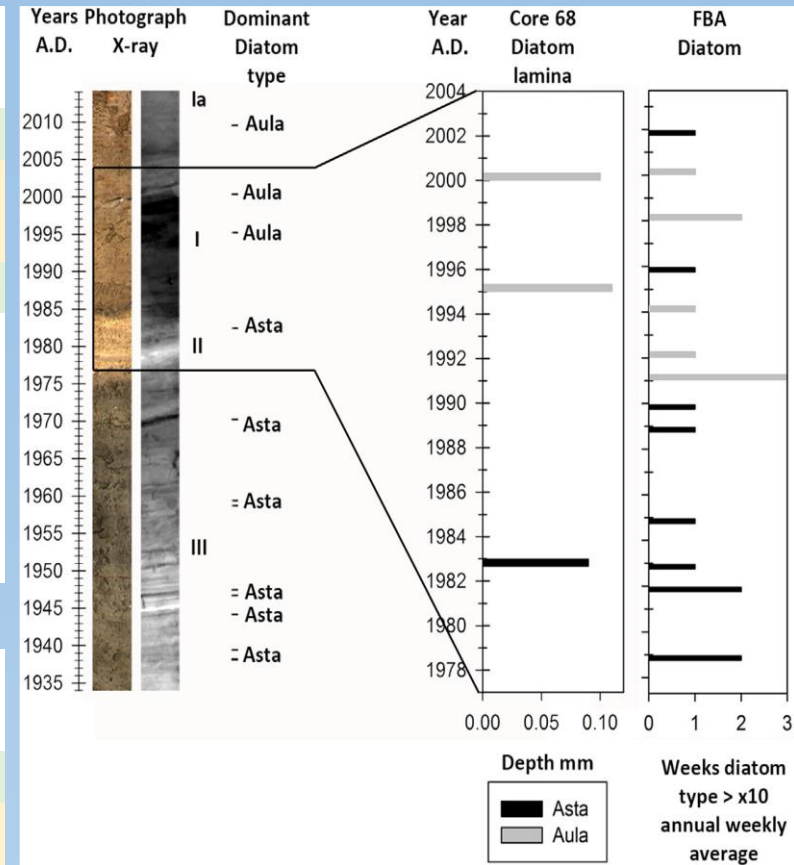 Years Photograph Dominant
A.D. X-ray Diatom
type
Year Core 68 FBA
A.D. Diatom Diatom
lamina
Ia
2010
2005
2000
1995
1990
1985
1980
1975
1970
1965
1960
1955
1950
1945
1940
1935
I
II
III
Aula
Aula
Aula
Asta
Asta
Asta
Asta
Asta
Asta
2004
2002
2000
1998
1996
1994
1992
1990
1988
1986
1984
1982
1980
1978
0.00 0.05 0.10
0 1 2 3
Depth mm
Asta
Aula
Weeks diatom
type > x10
annual weekly
average